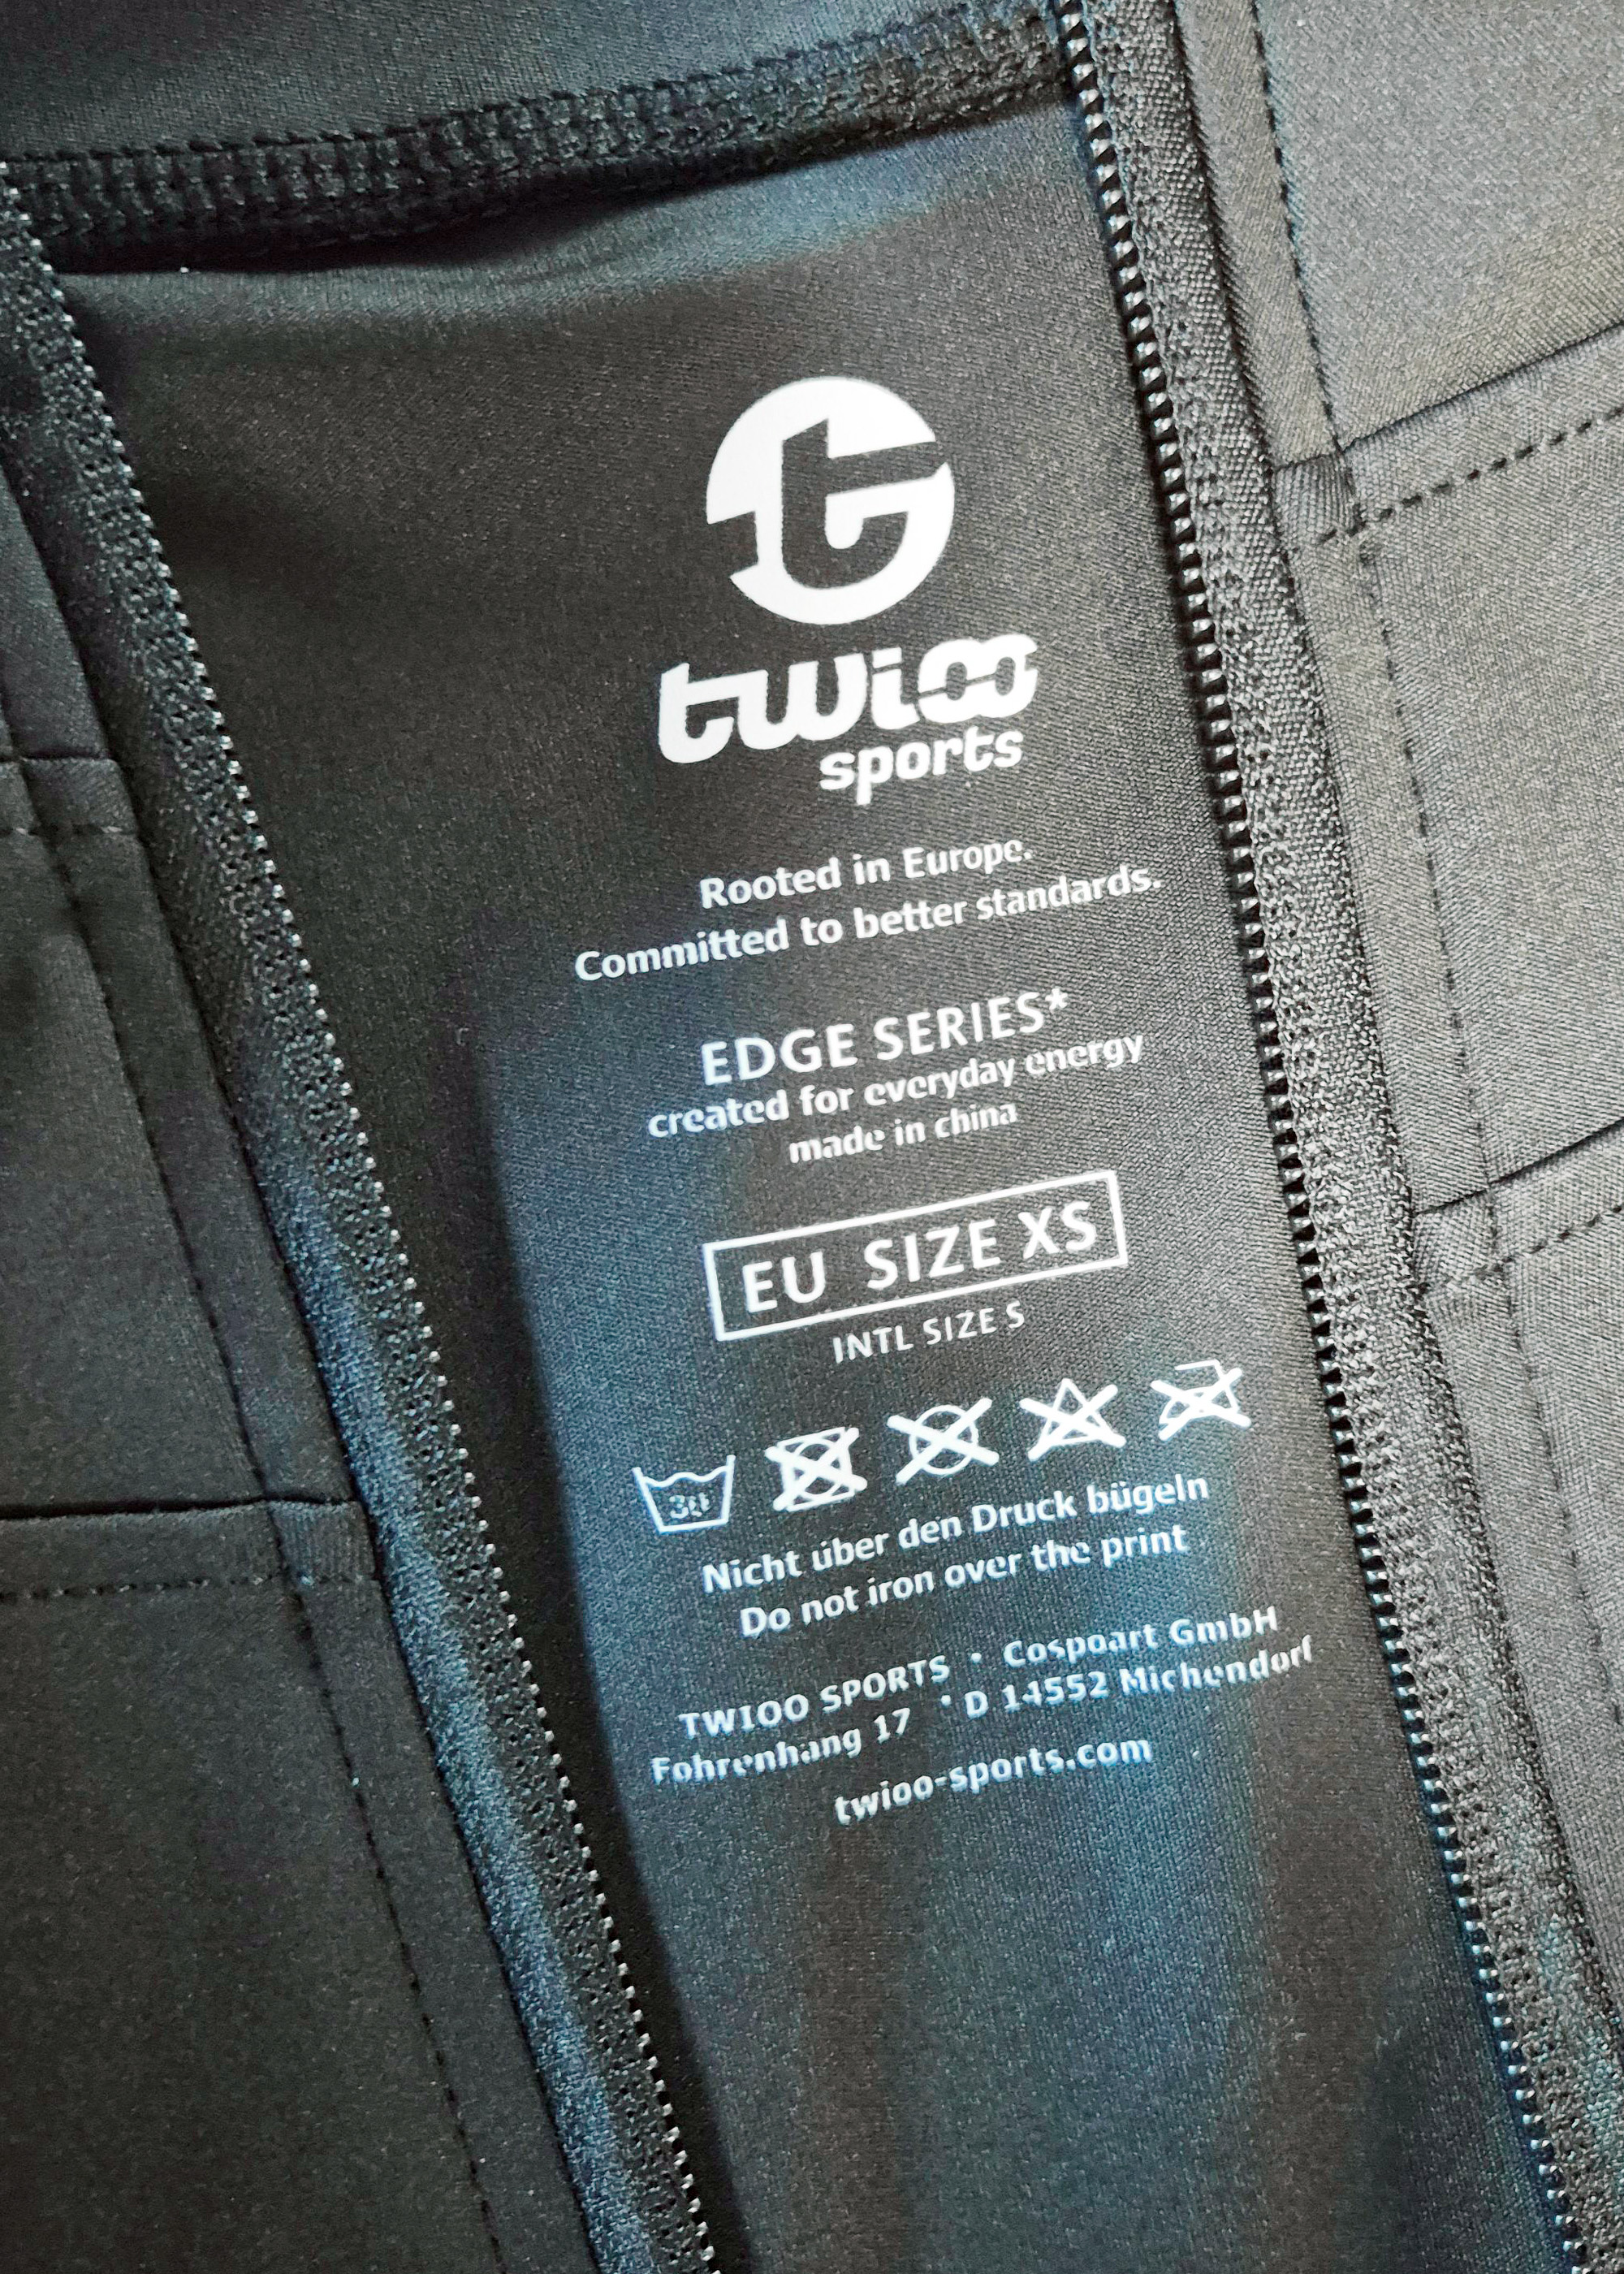 twioo
sports
Rooted in Europe.
Committed to better standards.
EDGE SERIES*
created for everyday energy
made in china
EU SIZE XS
INTL SIZE S
30
Nicht über den Druck bügeln
Do not iron over the print
TWIOO SPORTS • Cospoart GmbH
Fohrenhang 17 • D 14552 Michendorf
twioo-sports.com